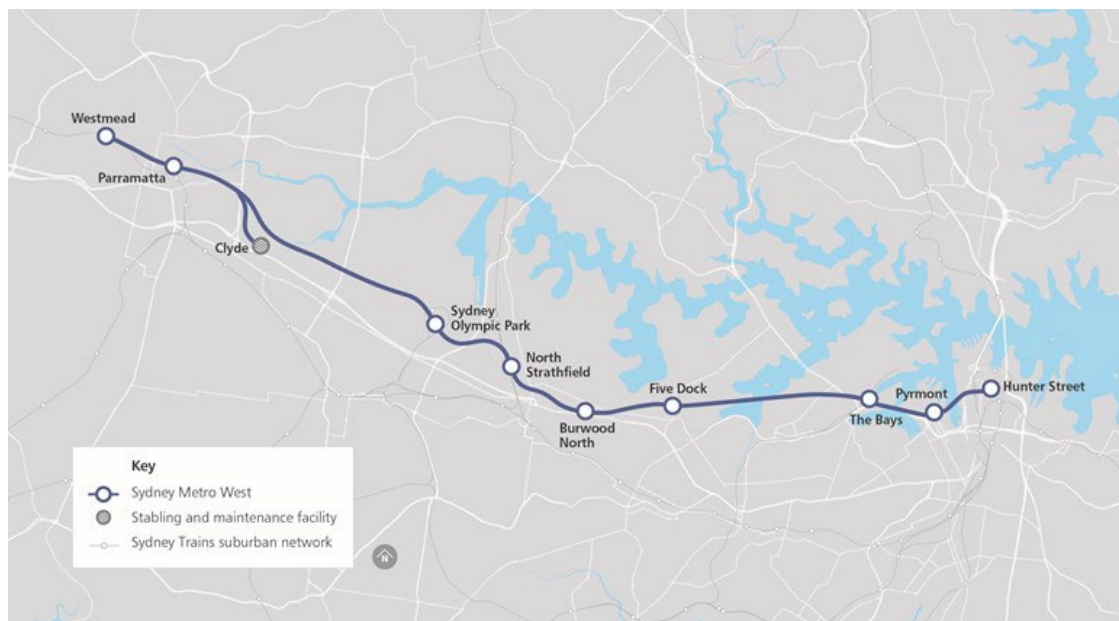 Westmead
Parramatta
Clyde
Sydney
Olympic Park
North
Strathfield
Burwood
North
Five Dock
The Bays
Pyrmont
Hunter Street
Key
Sydney Metro West
Stabling and maintenance facility
Sydney Trains suburban network
N